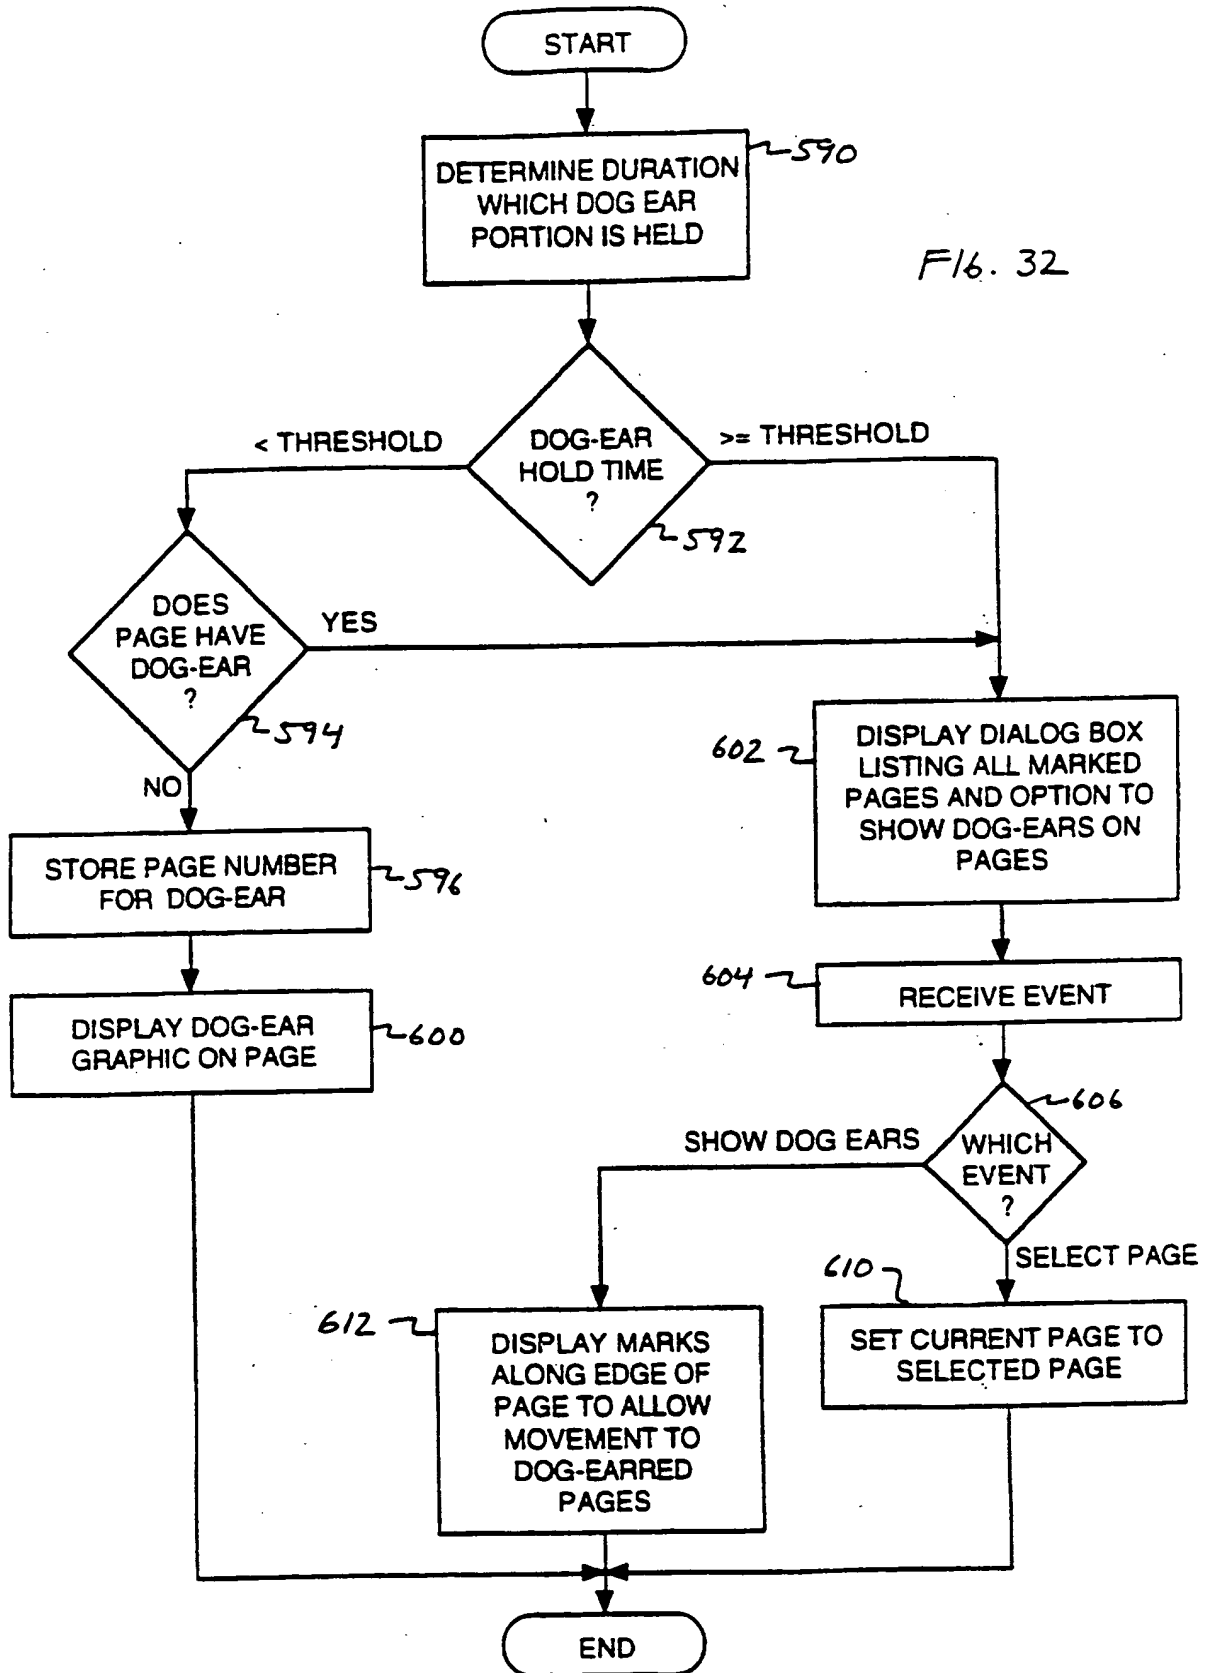 START
590
DETERMINE DURATION
WHICH DOG EAR
PORTION IS HELD
FIG. 32
< THRESHOLD
DOG-EAR
HOLD TIME
?
>= THRESHOLD
592
DOES
PAGE HAVE
DOG-EAR
?
YES
594
NO
602
DISPLAY DIALOG BOX
LISTING ALL MARKED
PAGES AND OPTION TO
SHOW DOG-EARS ON
PAGES
STORE PAGE NUMBER
FOR DOG-EAR
596
604
RECEIVE EVENT
DISPLAY DOG-EAR
GRAPHIC ON PAGE
600
606
SHOW DOG EARS
WHICH
EVENT
?
SELECT PAGE
610
SET CURRENT PAGE TO
SELECTED PAGE
612
DISPLAY MARKS
ALONG EDGE OF
PAGE TO ALLOW
MOVEMENT TO
DOG-EARRED
PAGES
END